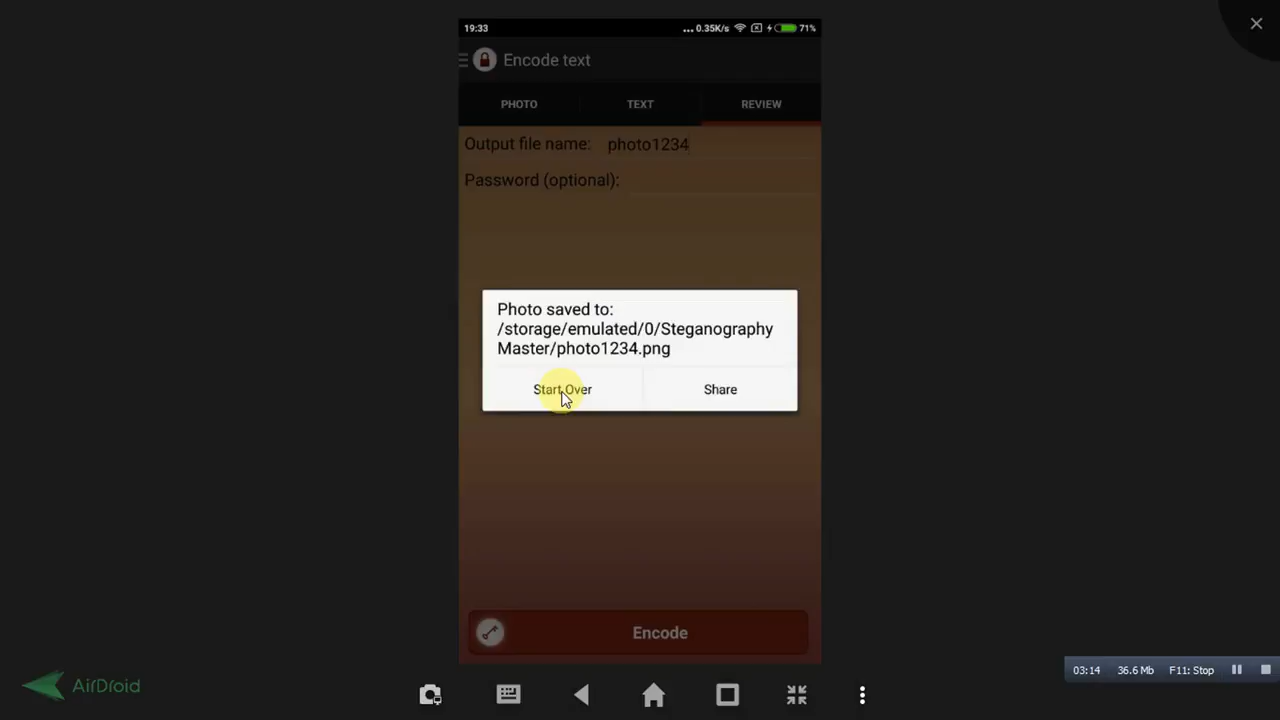 19:33 ... 0.35K/s 71%
Encode text
PHOTO TEXT REVIEW
Output file name: photo1234
Password (optional):
Photo saved to:
/storage/emulated/0/Steganography
Master/photo1234.png
Start Over Share
Encode
03:14 36.6 Mb F11: Stop
AirDroid